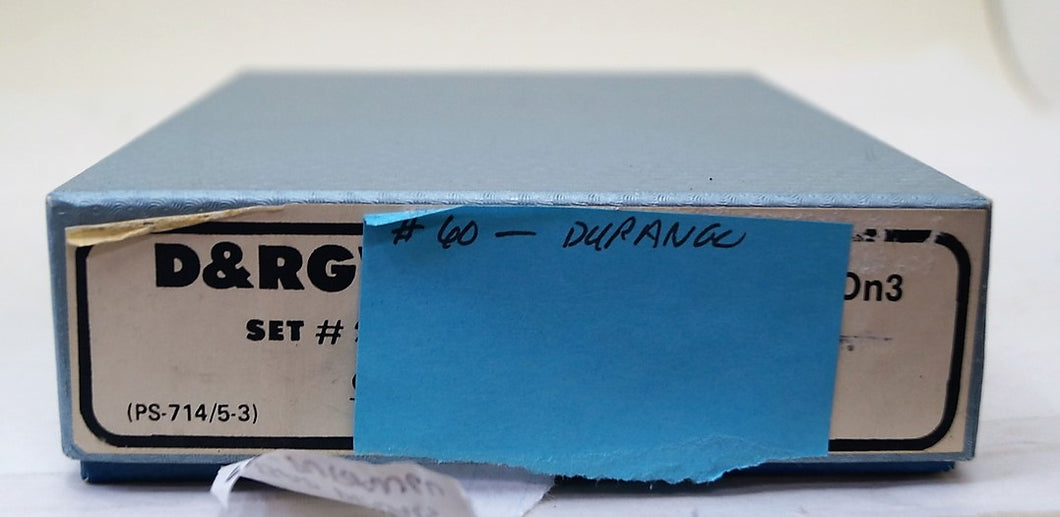 # 60 — DURANGO
D&RG
On3
SET #
(PS-714/5-3)